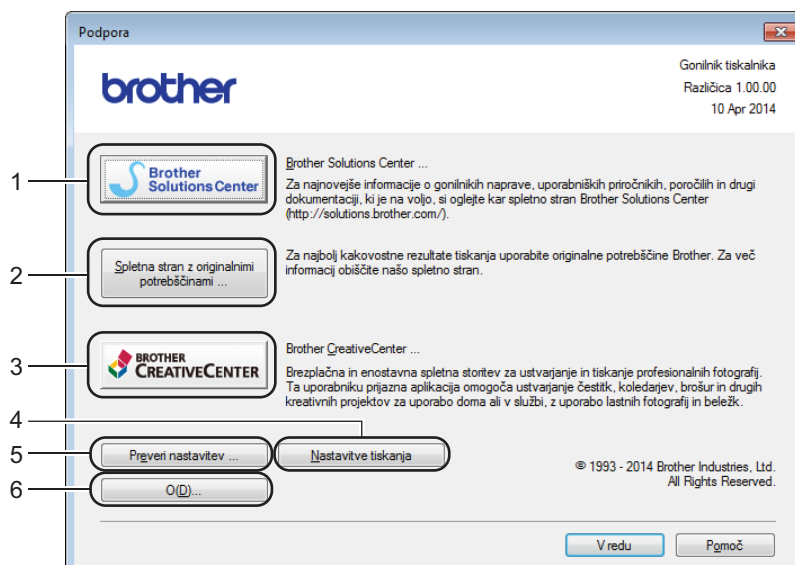 Podpora
brother
Gonilnik tiskalnika
Različica 1.00.00
10 Apr 2014
1
Brother
Solutions Center
Brother Solutions Center ...
Za najnovejše informacije o gonilnikih naprave, uporabniških priročnikih, poročilih in drugi
dokumentaciji, ki je na voljo, si oglejte kar spletno stran Brother Solutions Center
(http://solutions.brother.com/).
2
Spletna stran z originalnimi
potrebščinami ...
Za najbolj kakovostne rezultate tiskanja uporabite originalne potrebščine Brother. Za več
informacij obiščite našo spletno stran.
3
BROTHER
CREATIVECENTER
Brother CreativeCenter ...
Brezplačna in enostavna spletna storitev za ustvarjanje in tiskanje profesionalnih fotografij.
Ta uporabniku prijazna aplikacija omogoča ustvarjanje čestitk, koledarjev, brošur in drugih
kreativnih projektov za uporabo doma ali v službi, z uporabo lastnih fotografij in beležk.
4
5
Preveri nastavitev ...
Nastavitve tiskanja
© 1993 - 2014 Brother Industries, Ltd.
All Rights Reserved.
6
O(D)...
V redu
Pomoč